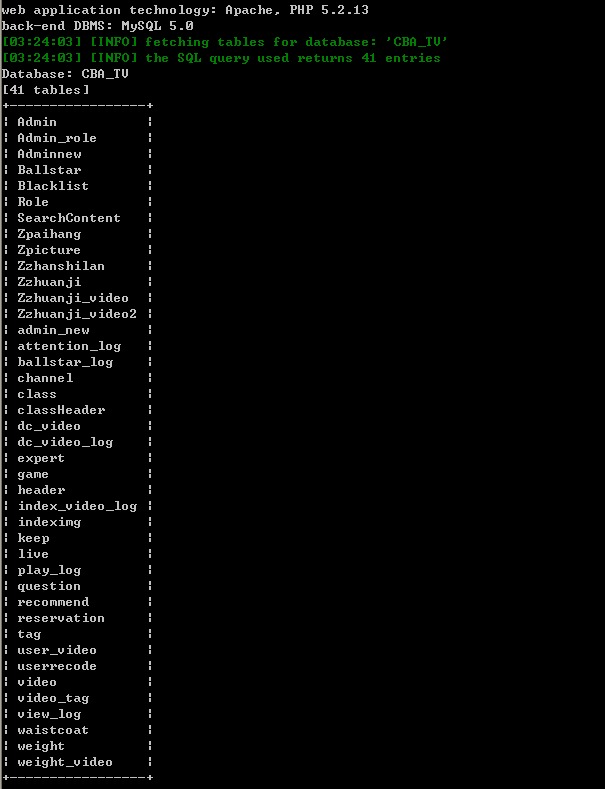 web application technology: Apache, PHP 5.2.13
back-end DBMS: MySQL 5.0
[03:24:03] [INFO] fetching tables for database: 'CBA_TV'
[03:24:03] [INFO] the SQL query used returns 41 entries
Database: CBA_TV
[41 tables]
+-----------------+
| Admin           |
| Admin_role      |
| Adminnew        |
| Ballstar        |
| Blacklist       |
| Role            |
| SearchContent   |
| Zpaihang        |
| Zpicture        |
| Zzhanshilan     |
| Zzhuanji        |
| Zzhuanji_video  |
| Zzhuanji_video2 |
| admin_new       |
| attention_log   |
| ballstar_log    |
| channel         |
| class           |
| classHeader     |
| dc_video        |
| dc_video_log    |
| expert          |
| game            |
| header          |
| index_video_log |
| indeximg        |
| keep            |
| live            |
| play_log        |
| question        |
| recommend       |
| reservation     |
| tag             |
| user_video      |
| userrecode      |
| video           |
| video_tag       |
| view_log        |
| waistcoat       |
| weight          |
| weight_video    |
+-----------------+